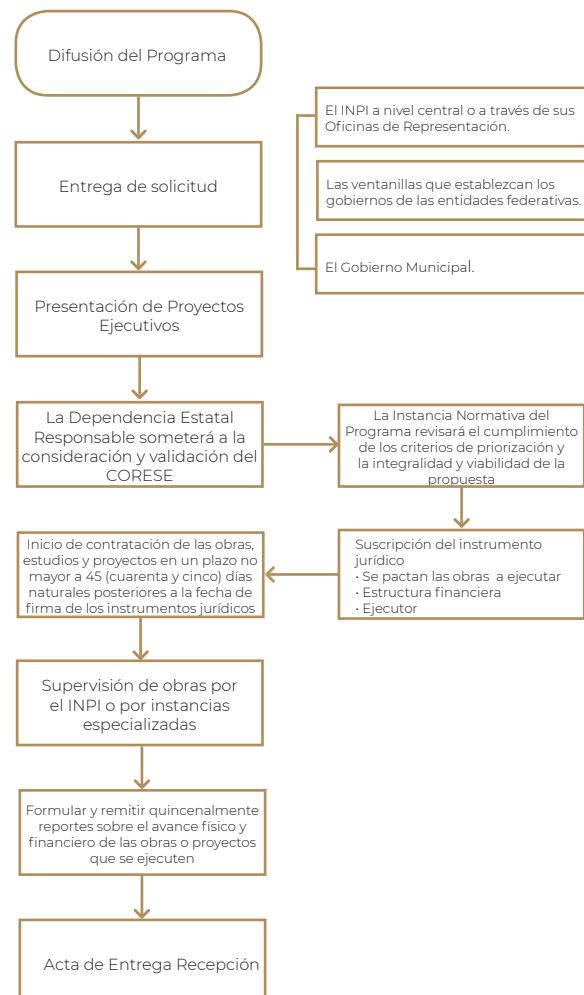 Difusión del Programa
Entrega de solicitud
El INPI a nivel central o a través de sus
Oficinas de Representación.
Las ventanillas que establezcan los
gobiernos de las entidades federativas.
El Gobierno Municipal.
Presentación de Proyectos
Ejecutivos
La Dependencia Estatal
Responsable someterá a la
consideración y validación del
CORESE
La Instancia Normativa del
Programa revisará el cumplimiento
de los criterios de priorización y
la integralidad y viabilidad de la
propuesta
Suscripción del instrumento
jurídico
• Se pactan las obras a ejecutar
• Estructura financiera
• Ejecutor
Inicio de contratación de las obras,
estudios y proyectos en un plazo no
mayor a 45 (cuarenta y cinco) días
naturales posteriores a la fecha de
firma de los instrumentos jurídicos
Supervisión de obras por
el INPI o por instancias
especializadas
Formular y remitir quincenalmente
reportes sobre el avance físico y
financiero de las obras o proyectos
que se ejecuten
Acta de Entrega Recepción